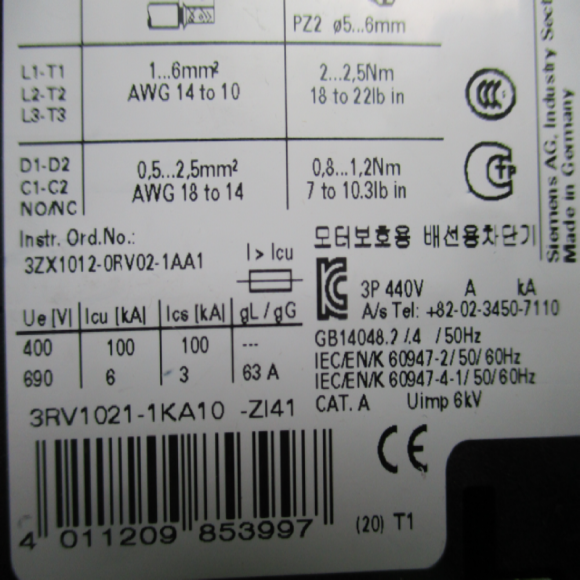 PZ2 ø5...6mm
L1-T1
L2-T2
L3-T3
1...6mm²
AWG 14 to 10
2...2,5Nm
18 to 22lb in
D1-D2
C1-C2
NO/NC
0,5...2,5mm²
AWG 18 to 14
0,8...1,2Nm
7 to 10.3lb in
Siemens AG, Industry Sect
Made in Germany
Instr. Ord.No.:
3ZX1012-0RV02-1AA1
I > Icu
모터보호용 배선용차단기
3P 440V A kA
A/s Tel: +82-02-3450-7110
Ue [V] Icu [kA] Ics [kA] gL / gG
400 100 100 ---
690 6 3 63 A
GB14048.2 /.4 / 50Hz
IEC/EN/K 60947-2/ 50/ 60Hz
IEC/EN/K 60947-4-1/ 50/ 60Hz
CAT. A Uimp 6kV
3RV1021-1KA10 -ZI41
CE
4 011209 853997
(20) T1